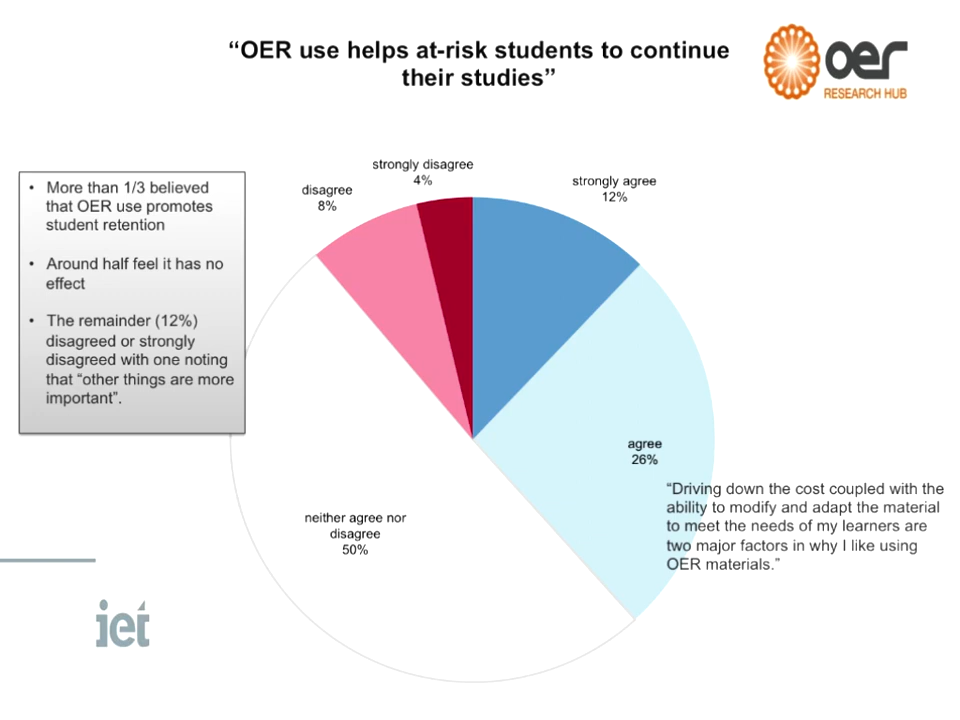 “OER use helps at-risk students to continue
their studies”
oer
RESEARCH HUB
• More than 1/3 believed
that OER use promotes
student retention
• Around half feel it has no
effect
• The remainder (12%)
disagreed or strongly
disagreed with one noting
that “other things are more
important”.
strongly disagree
4%
disagree
8%
strongly agree
12%
agree
26%
“Driving down the cost coupled with the
ability to modify and adapt the material
to meet the needs of my learners are
two major factors in why I like using
OER materials.”
neither agree nor
disagree
50%
iet